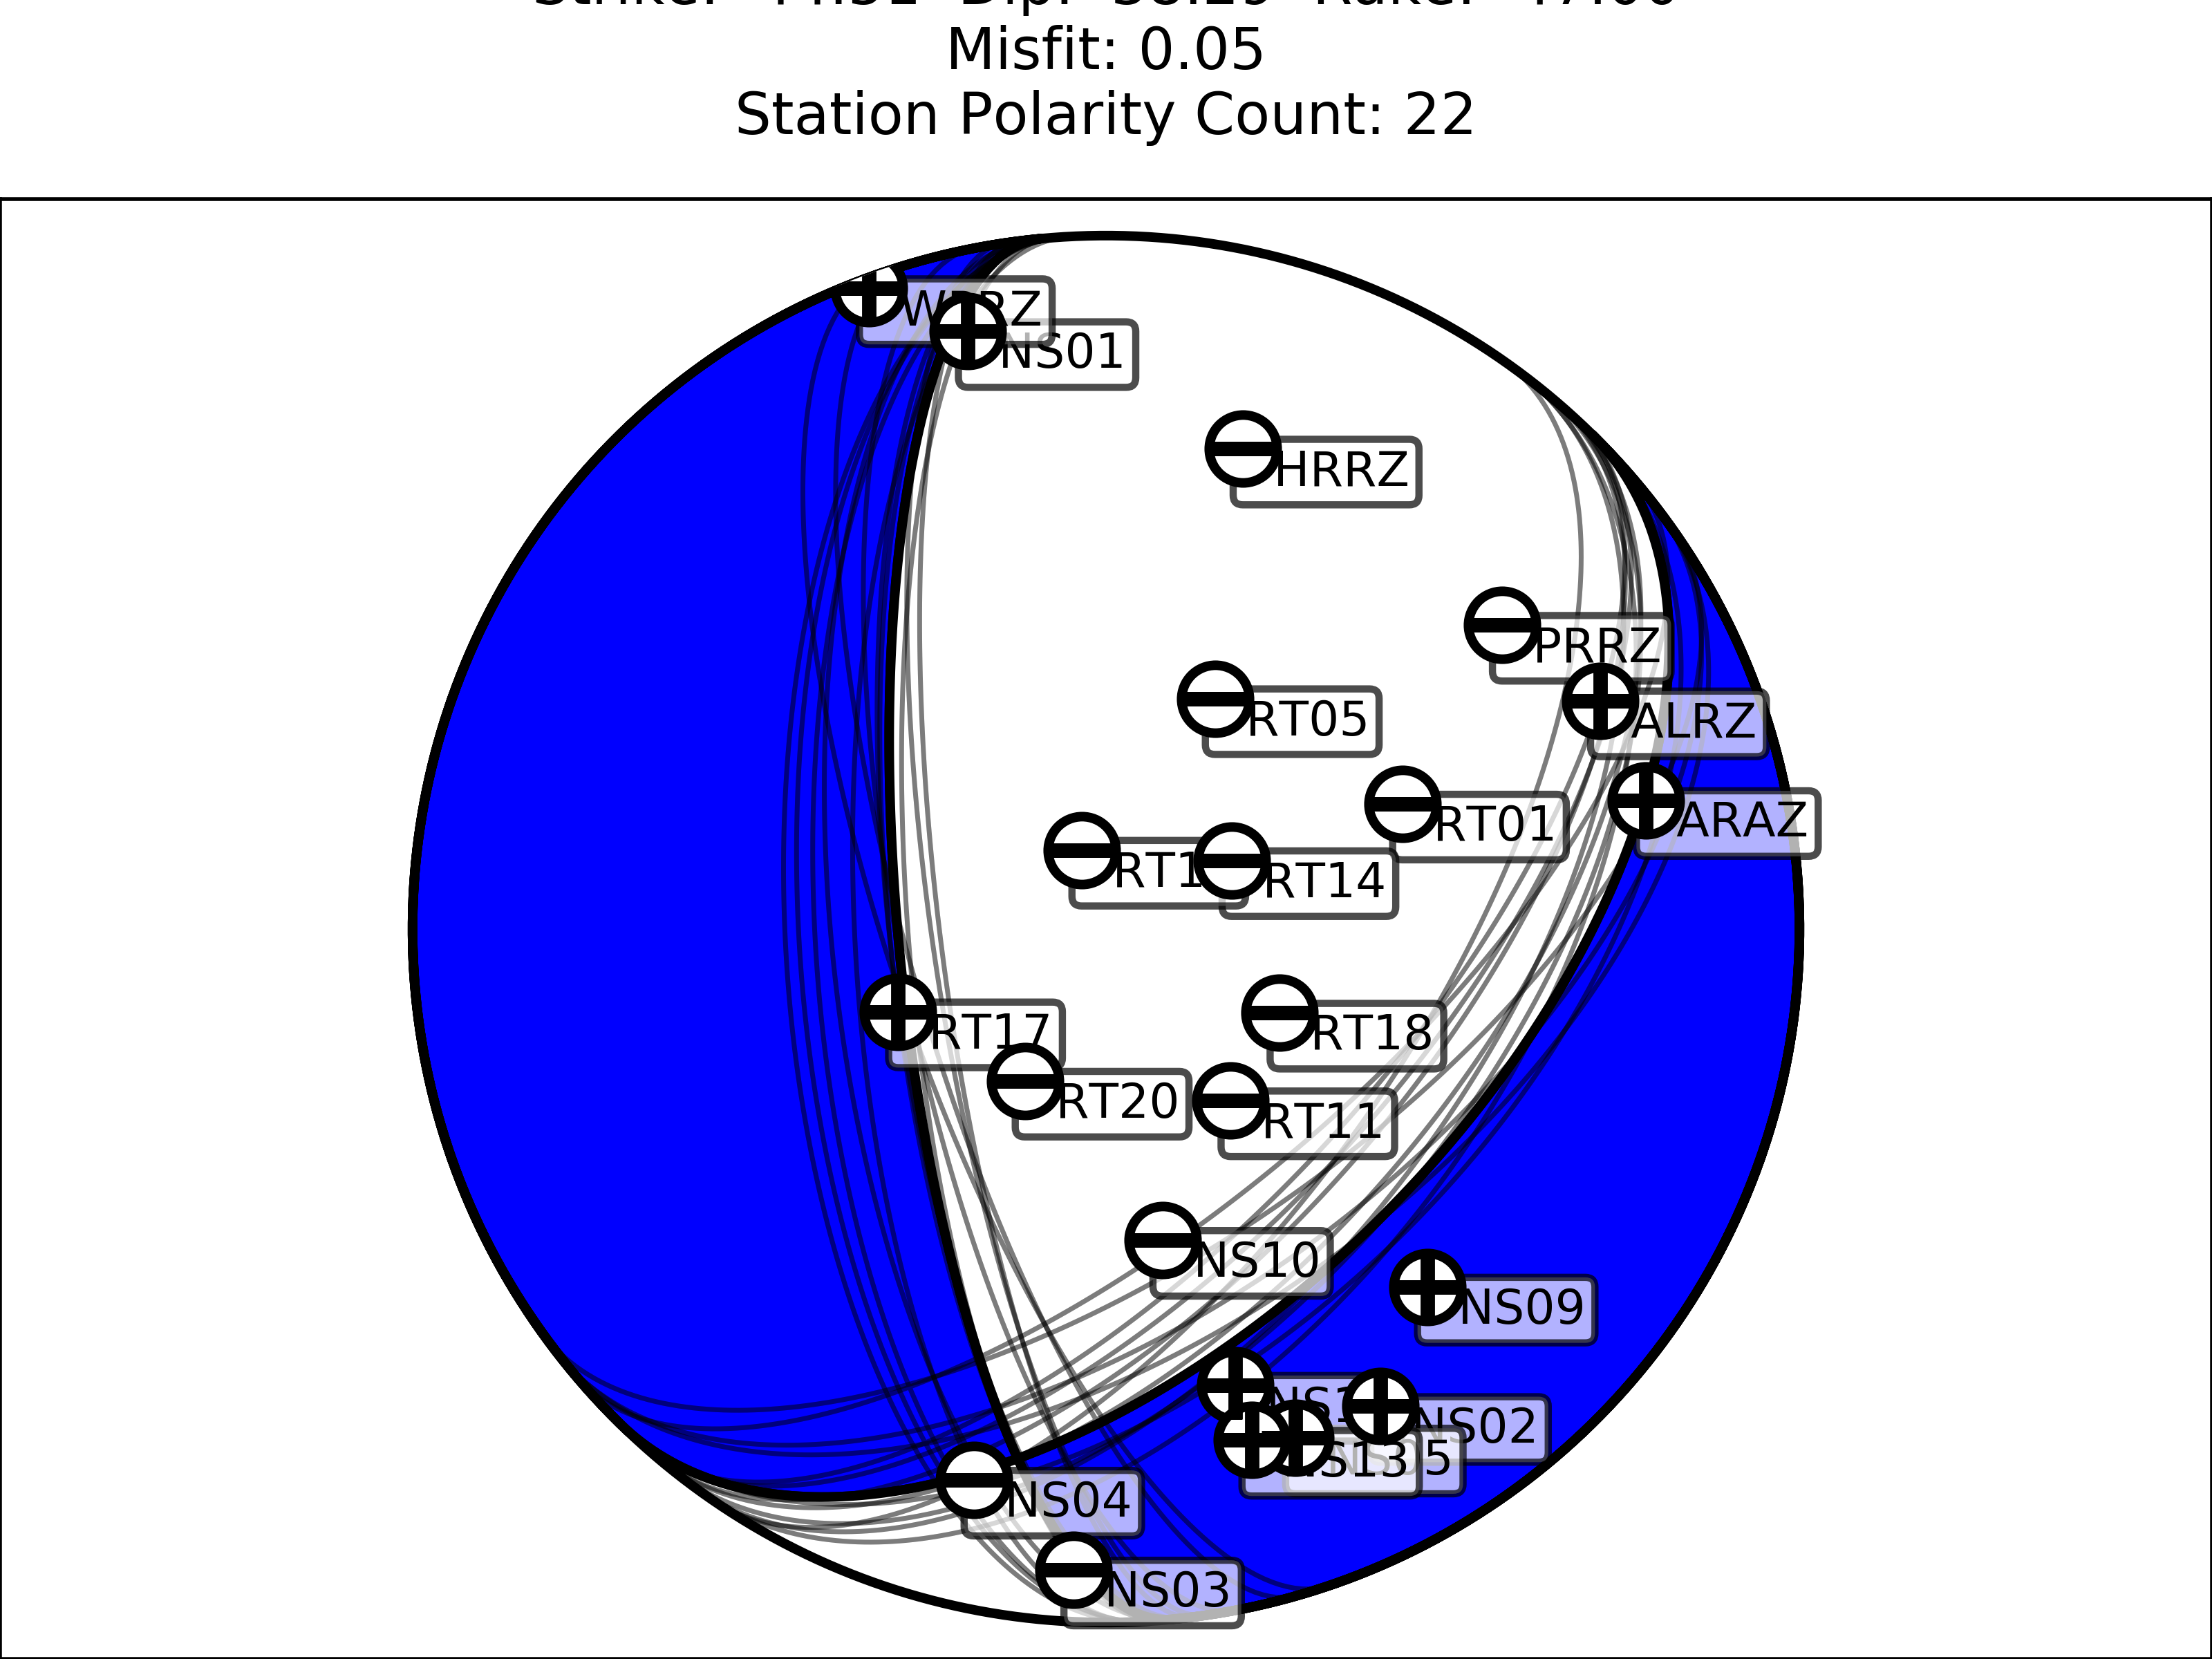 Misfit: 0.05
Station Polarity Count: 22
NS01
HRRZ
PRRZ
ALRZ
RT05
ARAZ
RT01
RT14
RT17
RT18
RT20
RT11
NS10
NS09
NS02
NS13
NS04
NS03